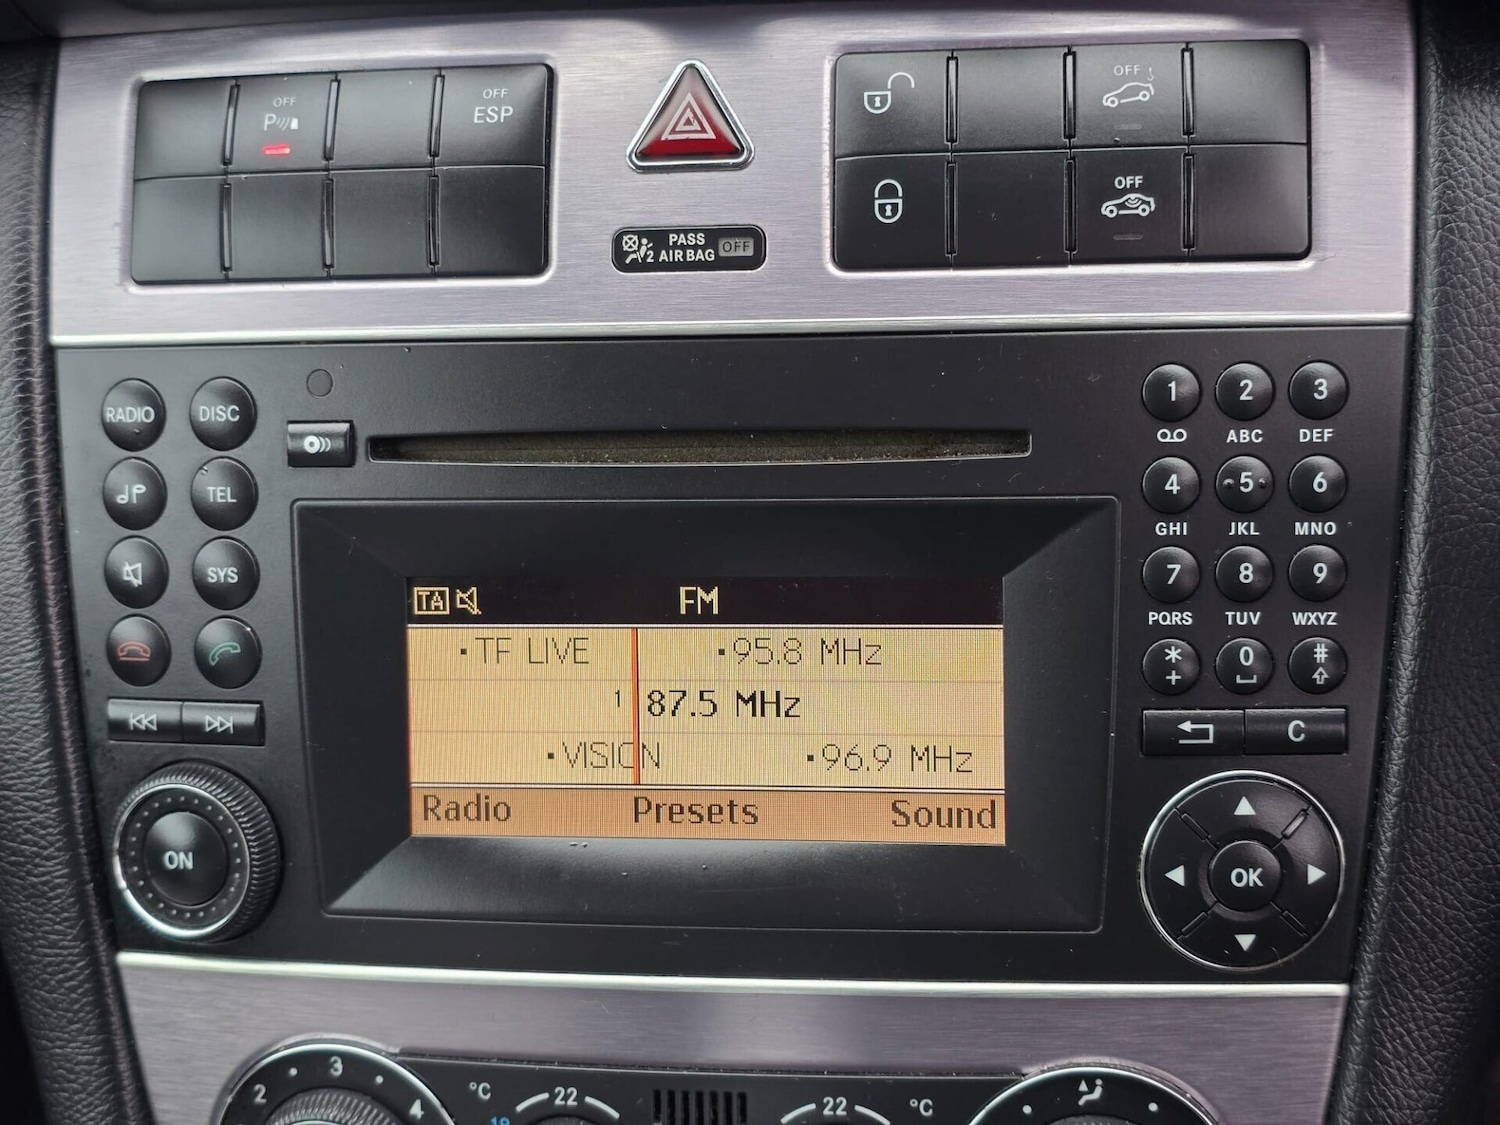 OFF
P
OFF
ESP
OFF
OFF
PASS
2 AIR BAG OFF
RADIO
DISC
TEL
SYS
ON
1 2 3
ABC DEF
4 5 6
GHI JKL MNO
7 8 9
PQRS TUV WXYZ
* 0 #
+
C
OK
TA FM
TF LIVE 95.8 MHz
1 87.5 MHz
VISION 96.9 MHz
Radio Presets Sound
2 3 4
°C 22
22 °C